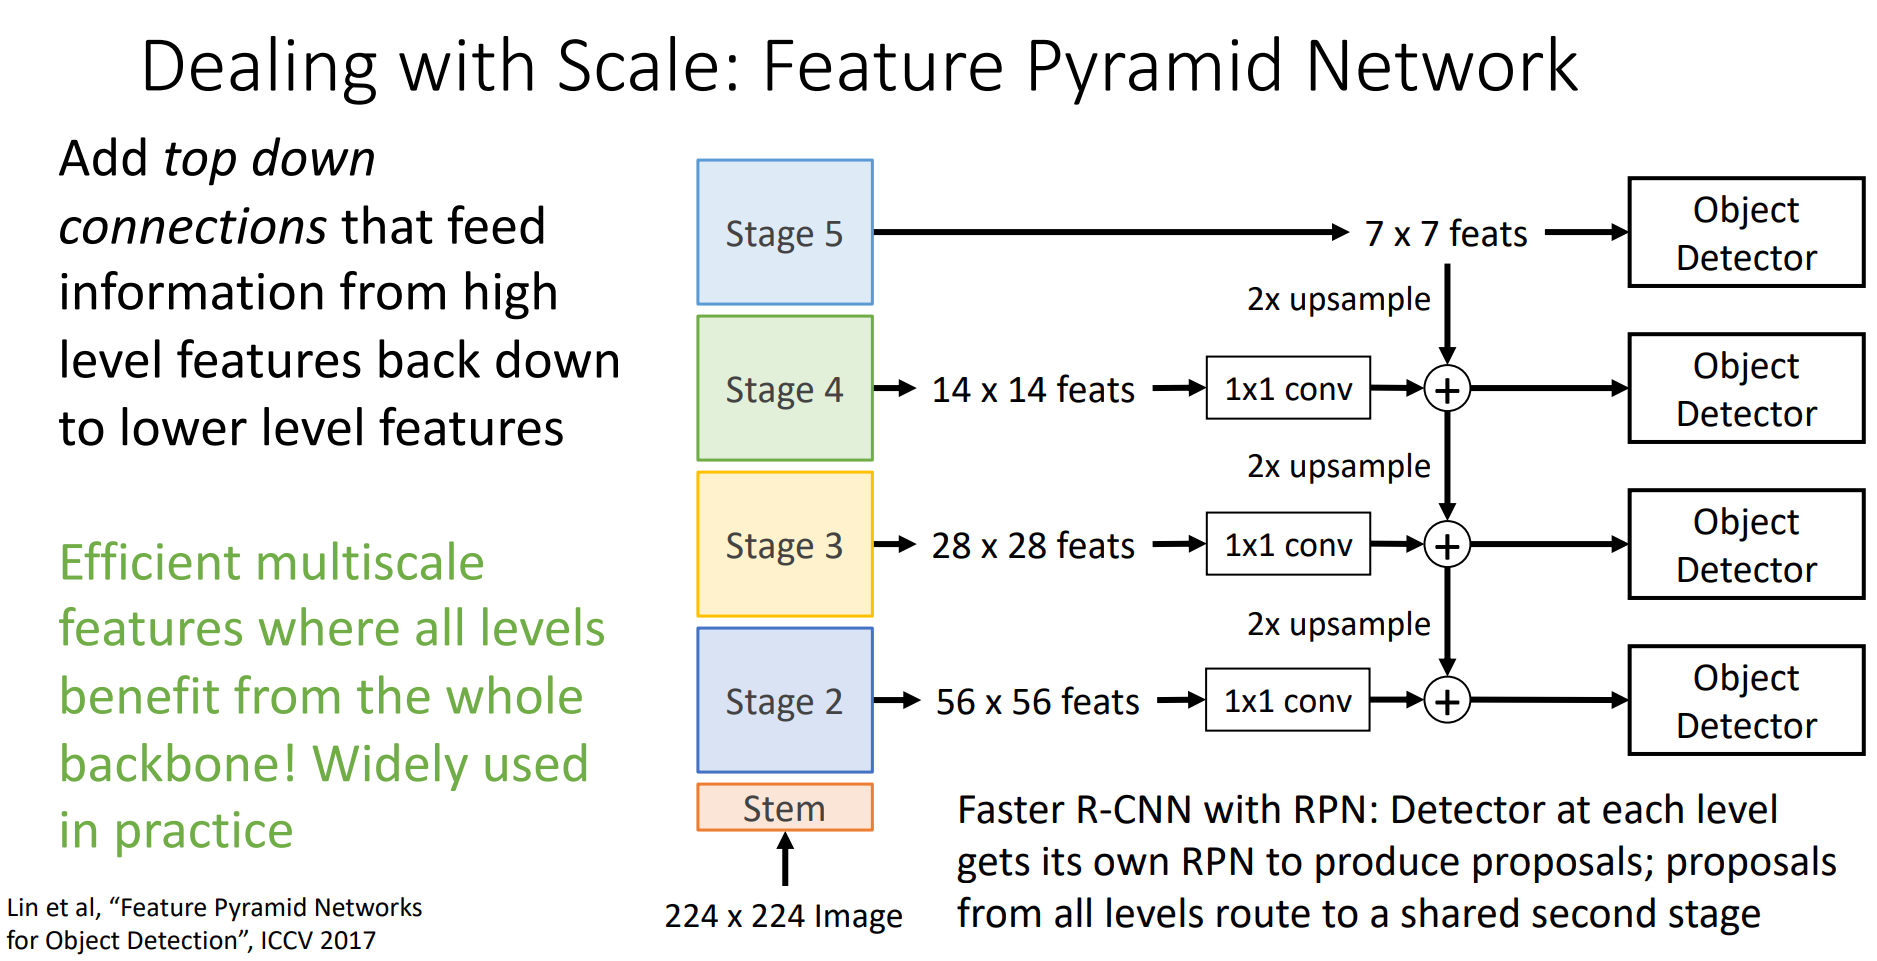 Dealing with Scale: Feature Pyramid Network
Add top down
connections that feed
information from high
level features back down
to lower level features
Efficient multiscale
features where all levels
benefit from the whole
backbone! Widely used
in practice
Lin et al, “Feature Pyramid Networks
for Object Detection”, ICCV 2017
Stage 5
7 x 7 feats
Object
Detector
2x upsample
Stage 4
14 x 14 feats
1x1 conv
+
Object
Detector
2x upsample
Stage 3
28 x 28 feats
1x1 conv
+
Object
Detector
2x upsample
Stage 2
56 x 56 feats
1x1 conv
+
Object
Detector
Stem
224 x 224 Image
Faster R-CNN with RPN: Detector at each level
gets its own RPN to produce proposals; proposals
from all levels route to a shared second stage